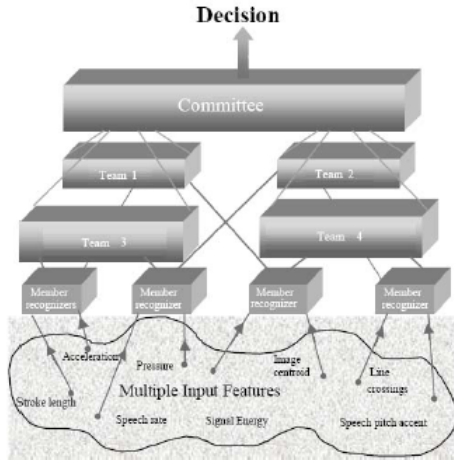 Decision
Committee
Team 1
Team 2
Team 3
Team 4
Member
recognizers
Member
recognizer
Member
recognizer
Member
recognizer
Acceleration
Pressure
Image
centroid
Line
crossings
Multiple Input Features
Stroke length
Speech rate
Signal Energy
Speech pitch accent